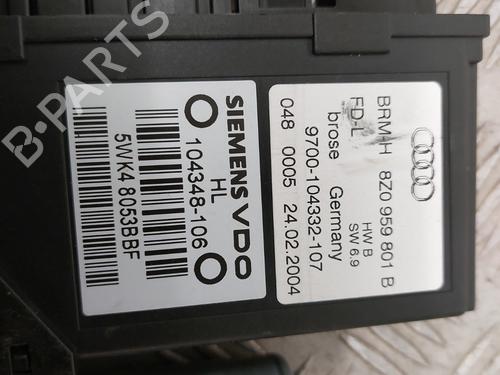 BRM-H 8Z0 959 801 B
FD-L HW B
SW 6.9
brose Germany
9700-104332-107
048 0005 24.02.2004
SIEMENS VDO
HL
104348-106
5WK4 8053BBF
B-PARTS